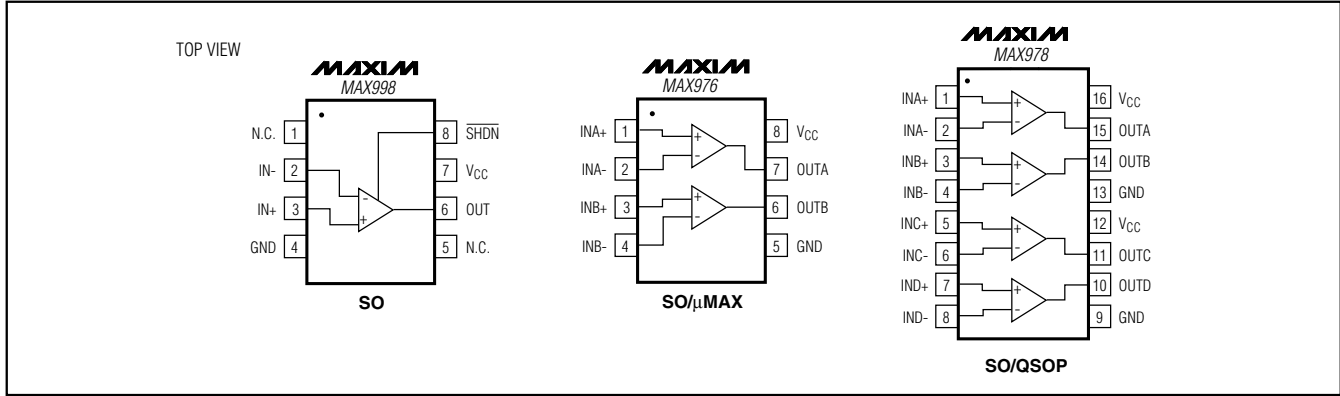 TOP VIEW
MAXIM
MAX998
N.C. 1
IN- 2
IN+ 3
GND 4
8 SHDN
7 VCC
6 OUT
5 N.C.
- +
SO
MAXIM
MAX976
INA+ 1
INA- 2
INB+ 3
INB- 4
8 VCC
7 OUTA
6 OUTB
5 GND
+ -
+ -
SO/μMAX
MAXIM
MAX978
INA+ 1
INA- 2
INB+ 3
INB- 4
INC+ 5
INC- 6
IND+ 7
IND- 8
16 VCC
15 OUTA
14 OUTB
13 GND
12 VCC
11 OUTC
10 OUTD
9 GND
+ -
+ -
+ -
+ -
SO/QSOP